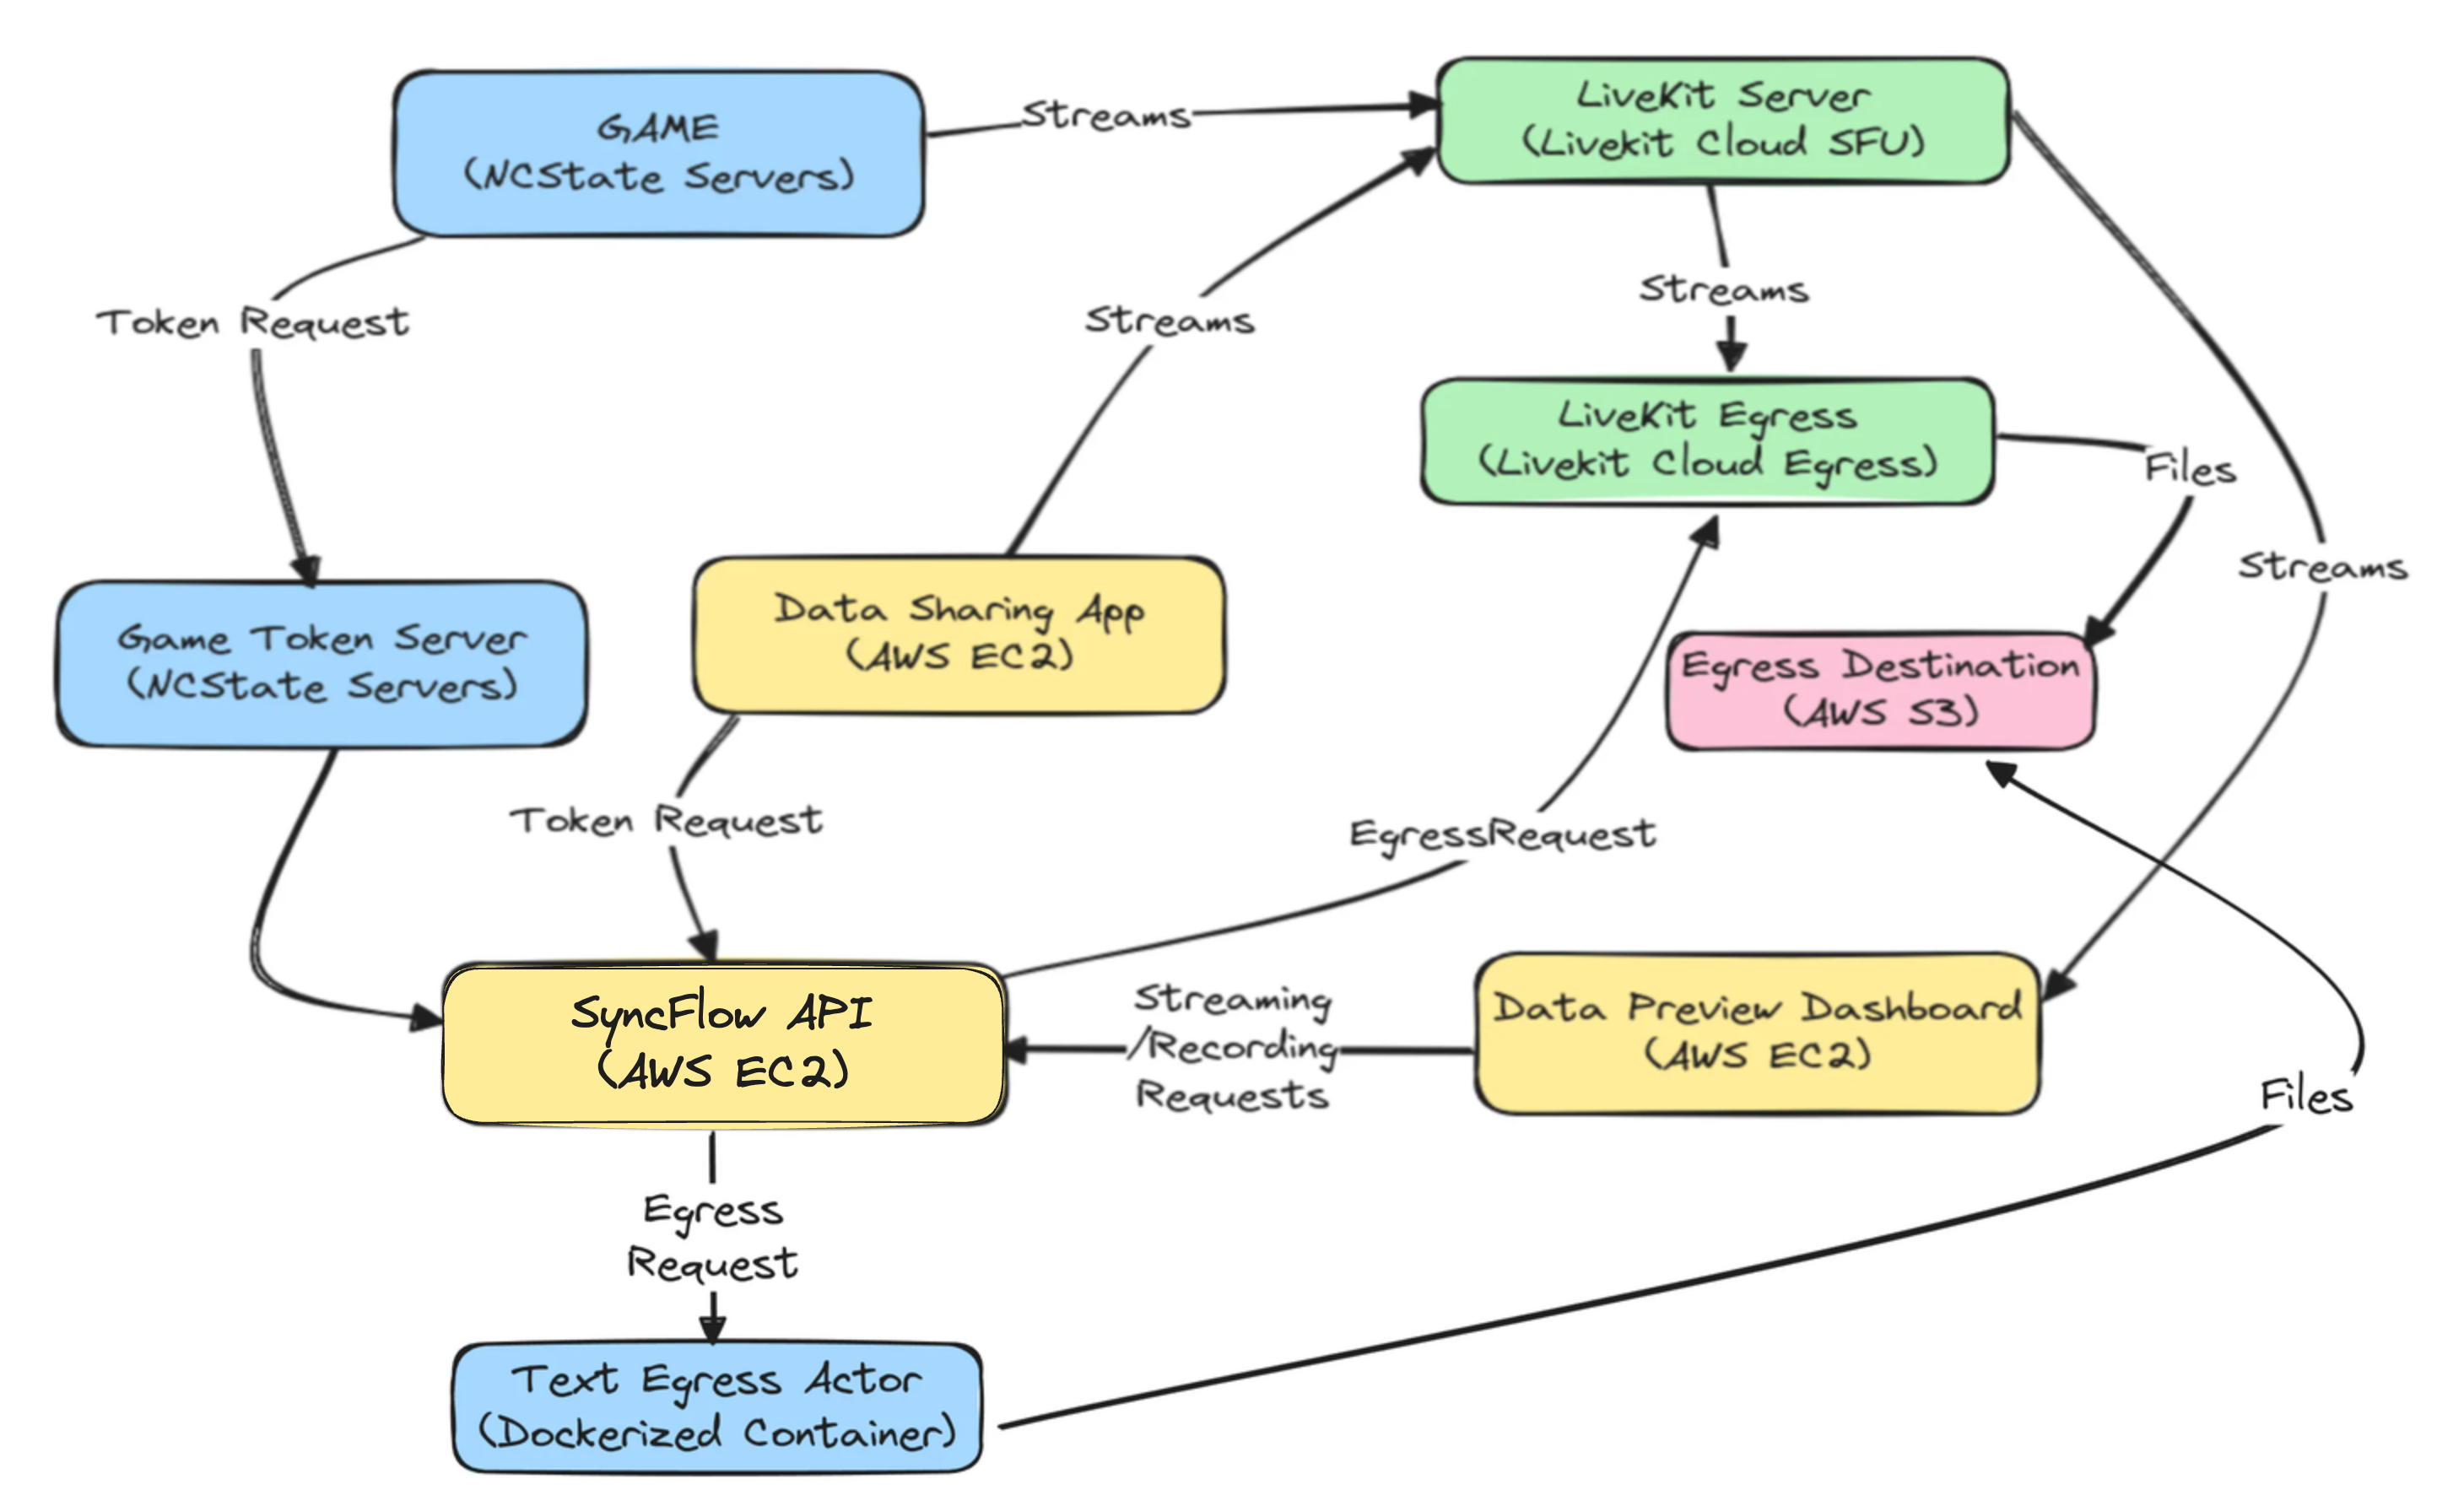 GAME
(NCState Servers)
Streams
LiveKit Server
(Livekit Cloud SFU)
Token Request
Streams
Streams
LiveKit Egress
(Livekit Cloud Egress)
Files
Streams
Game Token Server
(NCState Servers)
Data Sharing App
(AWS EC2)
Egress Destination
(AWS S3)
Token Request
EgressRequest
SyncFlow API
(AWS EC2)
Streaming
/Recording
Requests
Data Preview Dashboard
(AWS EC2)
Files
Egress
Request
Text Egress Actor
(Dockerized Container)